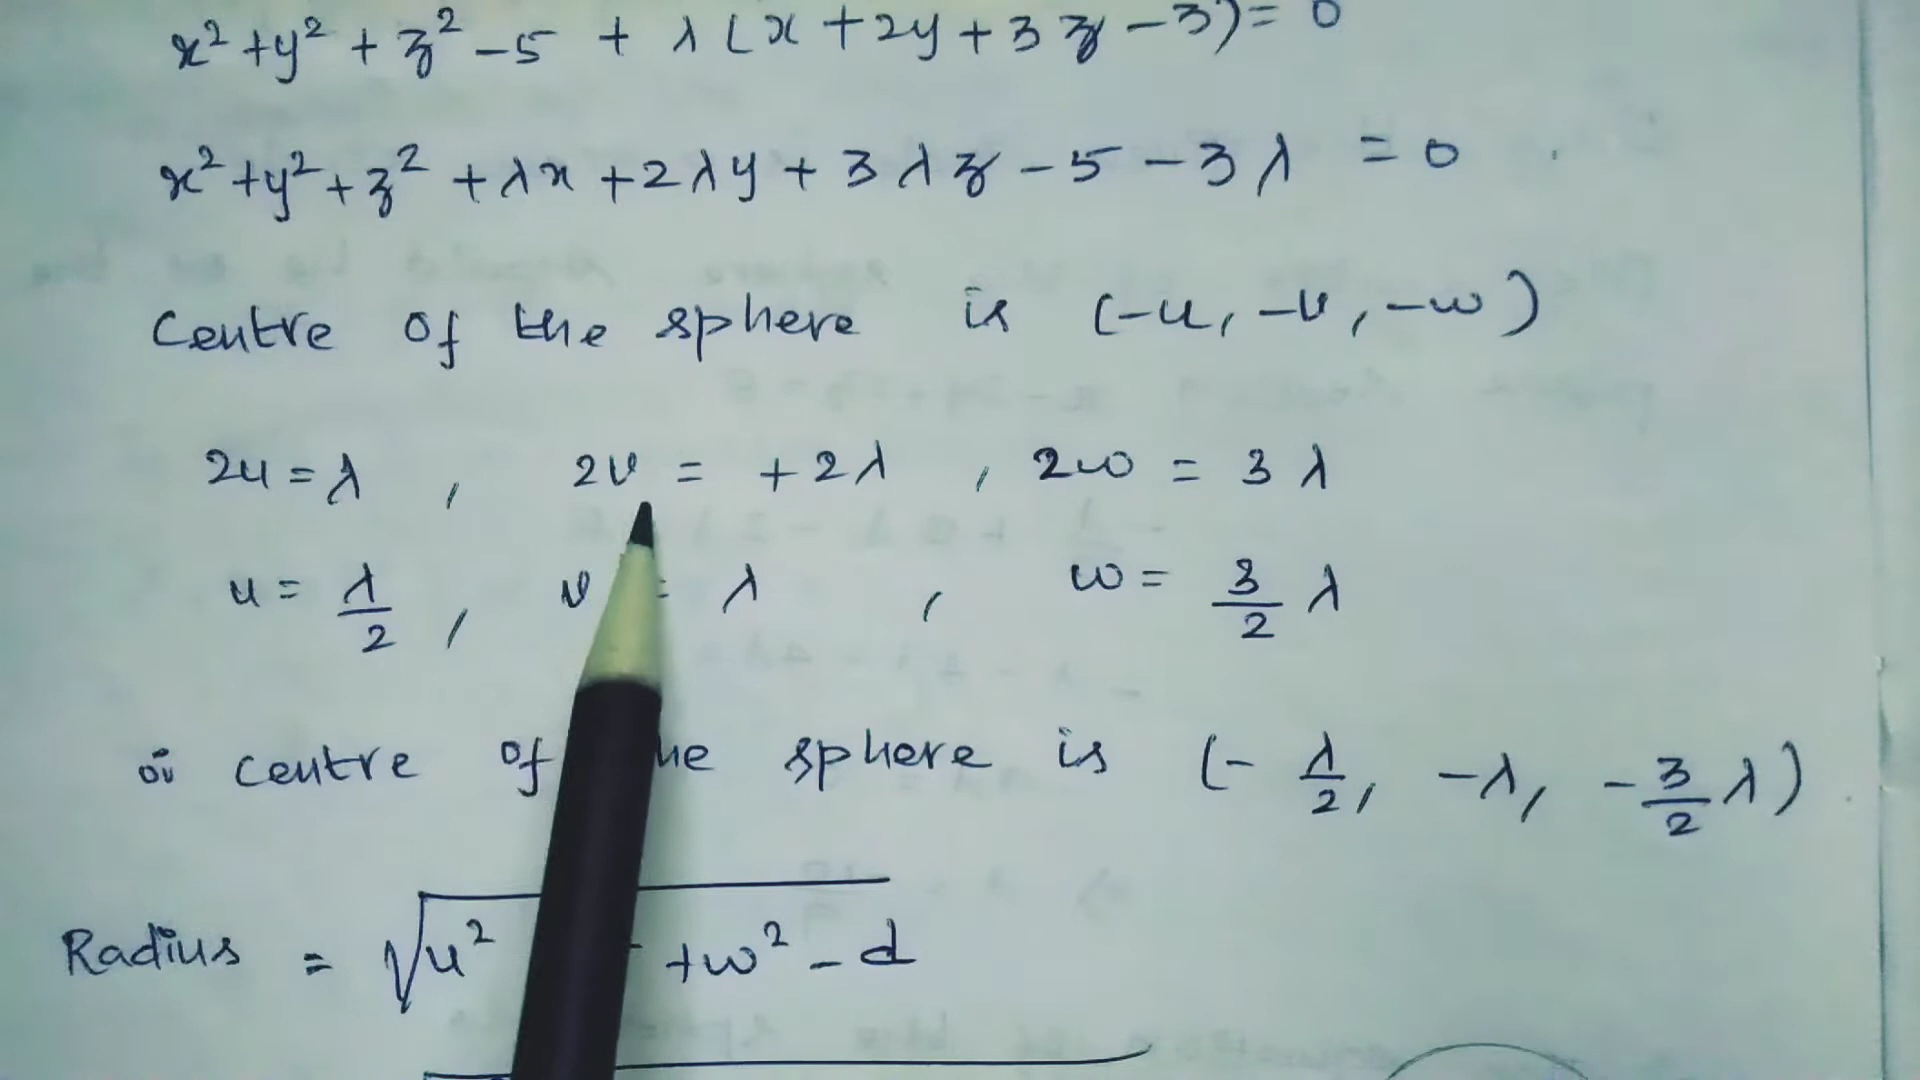 x² + y² + z² - 5 + λ (x + 2y + 3z - 3) = 0
x² + y² + z² + λx + 2λy + 3λz - 5 - 3λ = 0
Centre of the sphere is (-u, -v, -w)
2u = λ , 2v = +2λ , 2w = 3λ
u = λ/2 , v = λ , w = 3/2 λ
∴ centre of the sphere is (- λ/2, -λ, - 3/2 λ)
Radius = √u² + w² - d